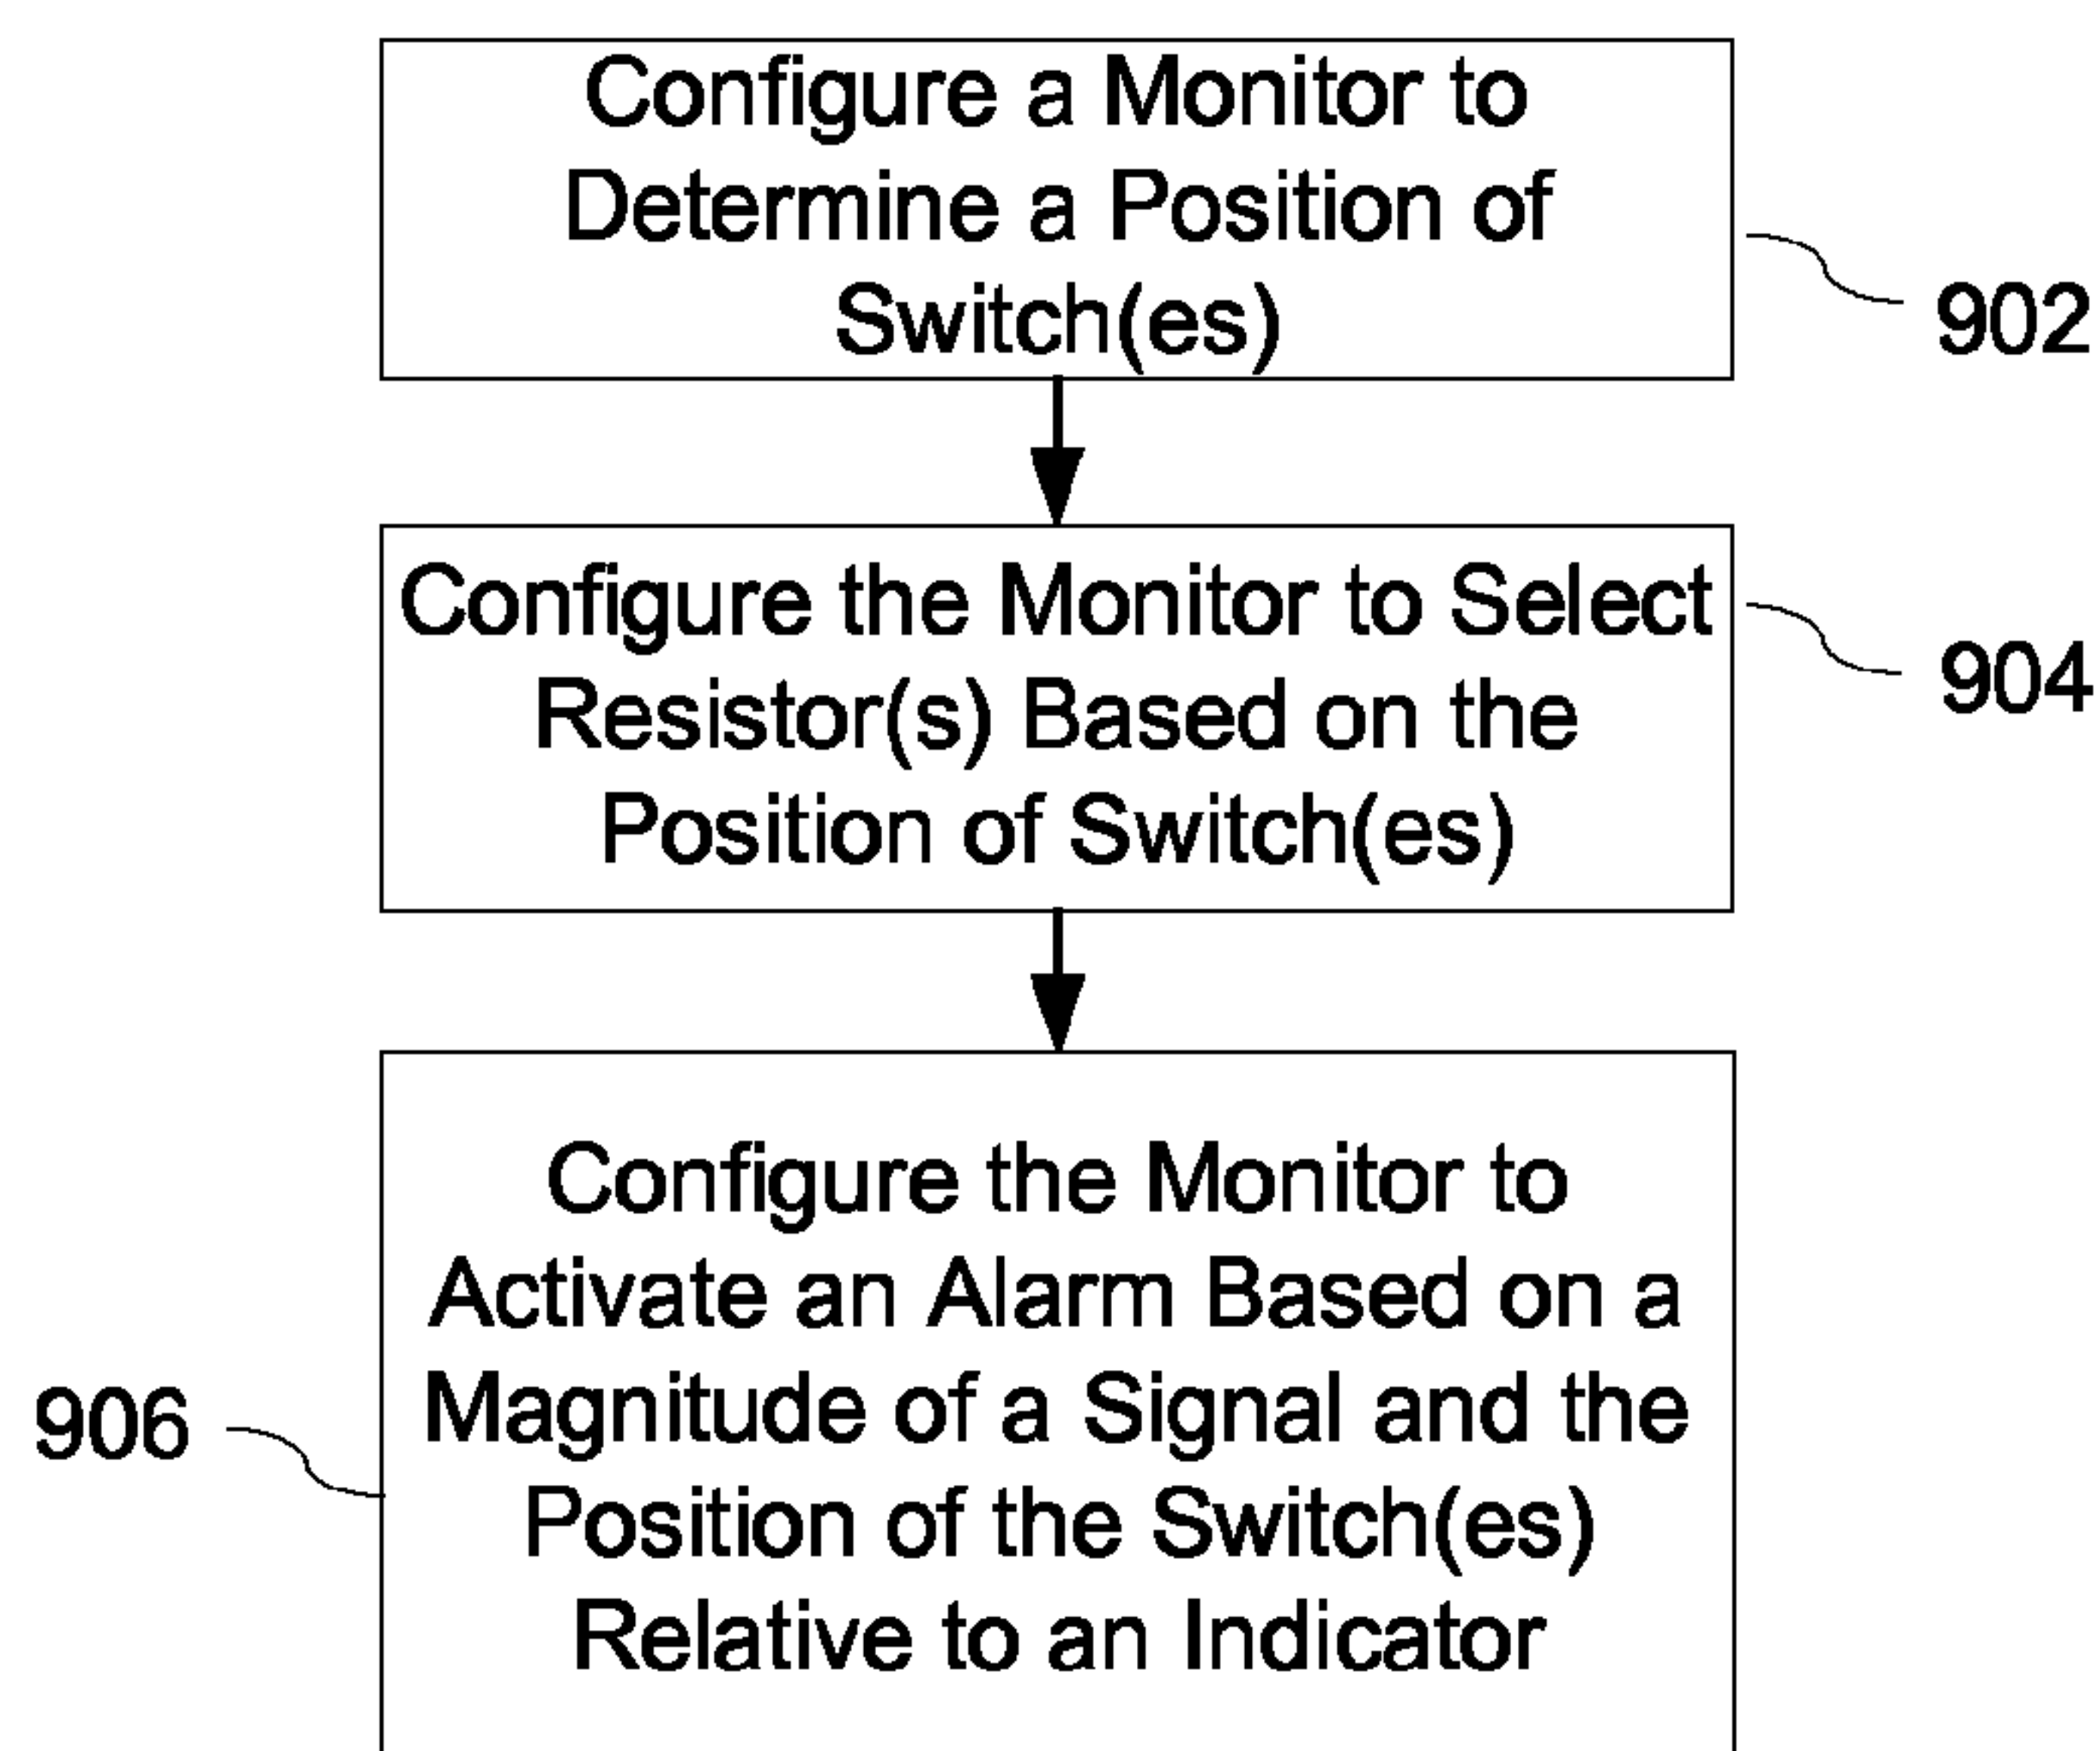 Configure a Monitor to
Determine a Position of
Switch(es)
902
Configure the Monitor to Select
Resistor(s) Based on the
Position of Switch(es)
904
Configure the Monitor to
Activate an Alarm Based on a
Magnitude of a Signal and the
Position of the Switch(es)
Relative to an Indicator
906